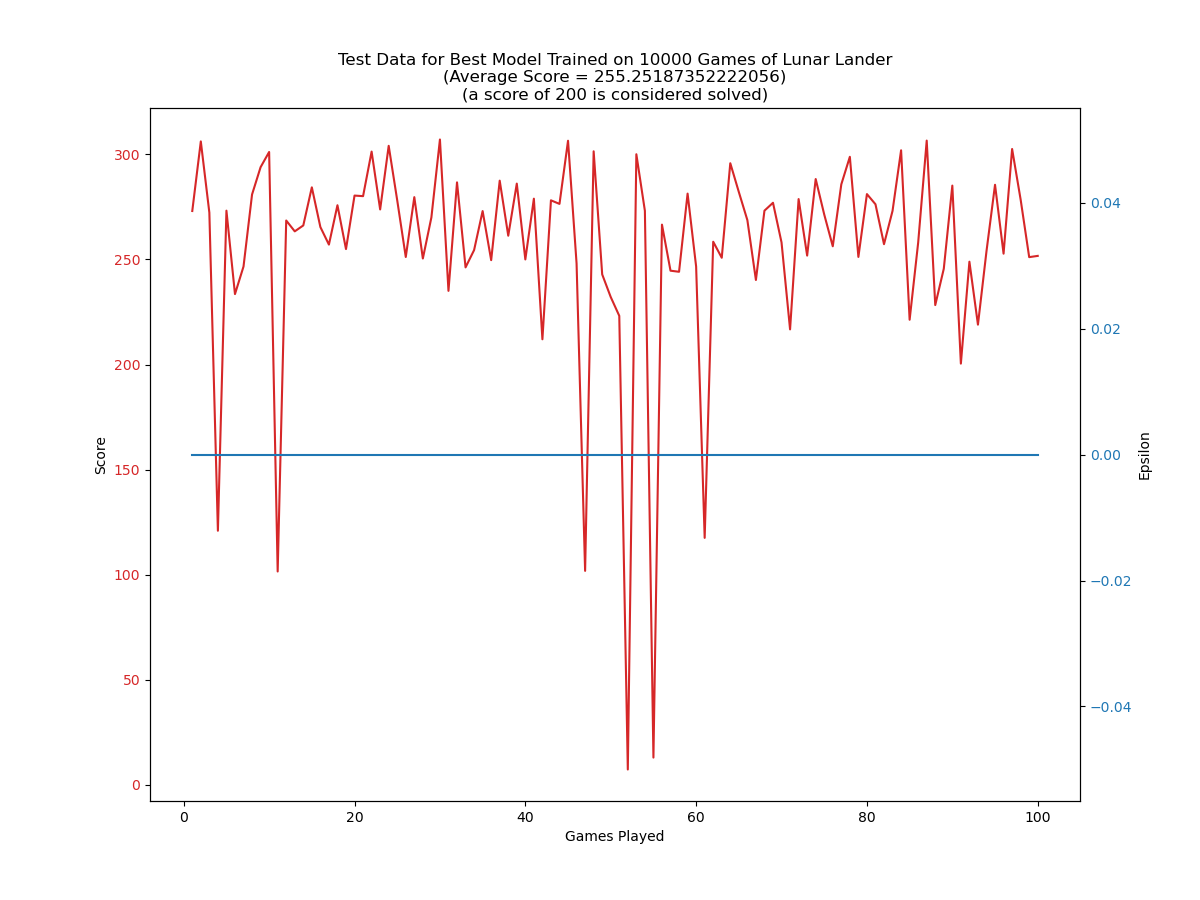 Test Data for Best Model Trained on 10000 Games of Lunar Lander
(Average Score = 255.25187352222056)
(a score of 200 is considered solved)
300
250
200
150
100
50
0
Score
0.04
0.02
0.00
−0.02
−0.04
Epsilon
0 20 40 60 80 100
Games Played